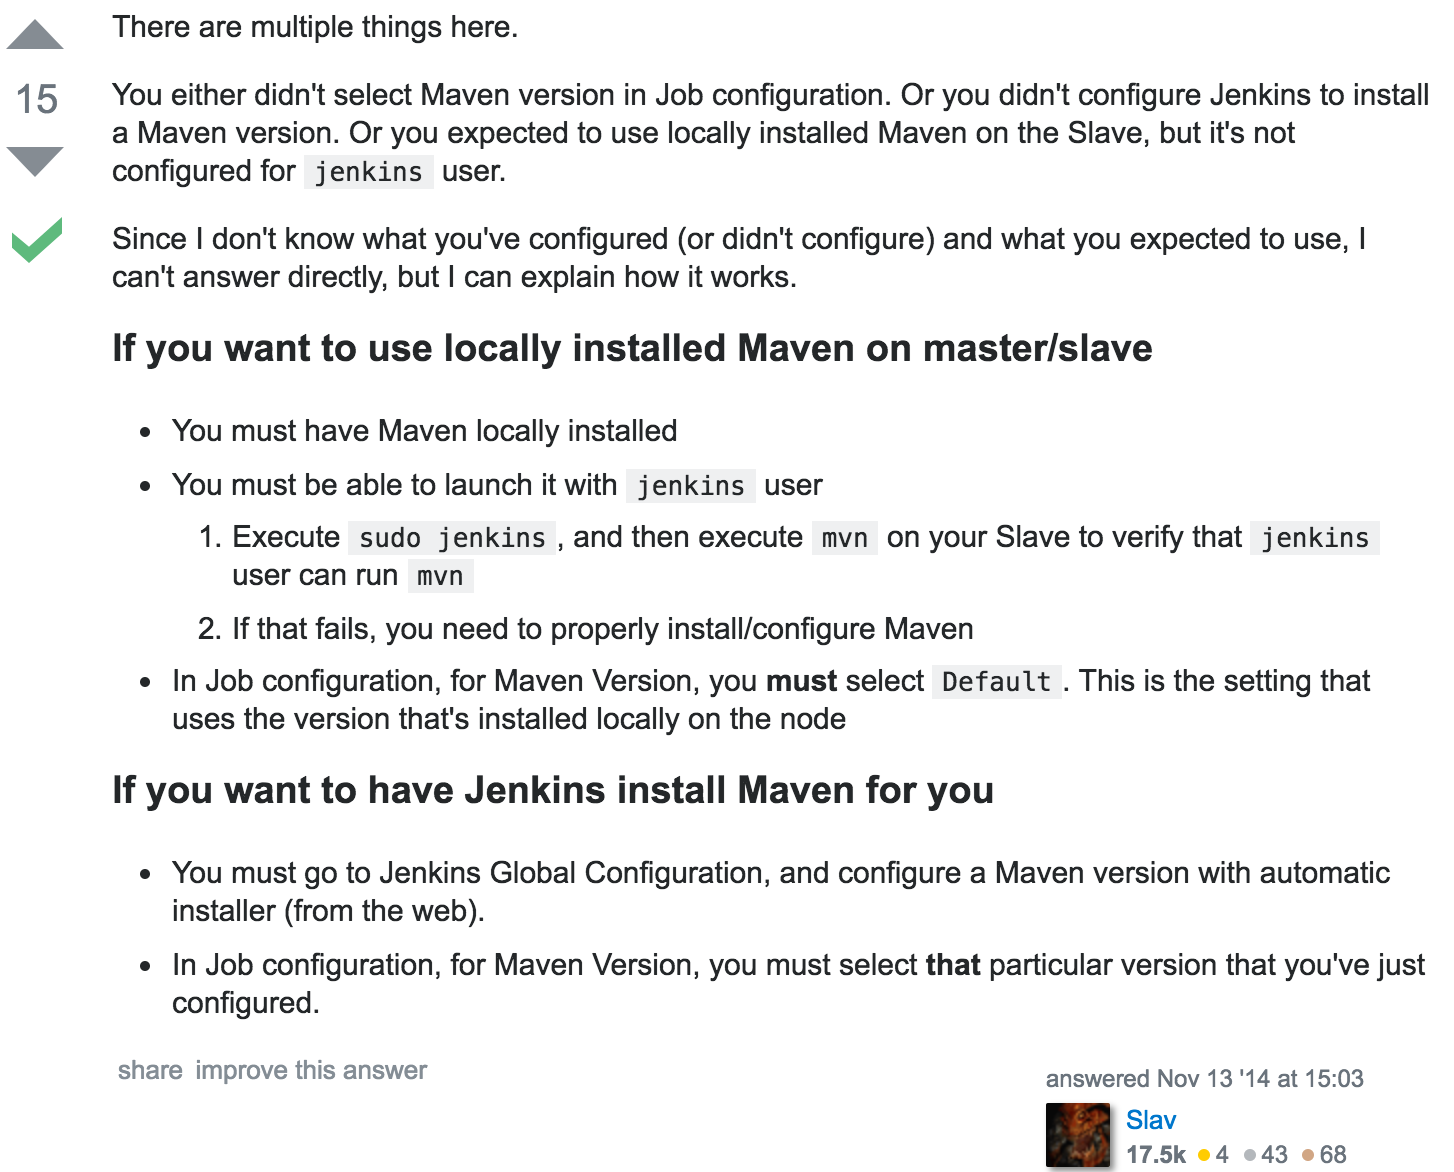 There are multiple things here.
15
You either didn't select Maven version in Job configuration. Or you didn't configure Jenkins to install
a Maven version. Or you expected to use locally installed Maven on the Slave, but it's not
configured for jenkins user.
Since I don't know what you've configured (or didn't configure) and what you expected to use, I
can't answer directly, but I can explain how it works.
If you want to use locally installed Maven on master/slave
• You must have Maven locally installed
• You must be able to launch it with jenkins user
1. Execute sudo jenkins, and then execute mvn on your Slave to verify that jenkins
user can run mvn
2. If that fails, you need to properly install/configure Maven
• In Job configuration, for Maven Version, you must select Default. This is the setting that
uses the version that's installed locally on the node
If you want to have Jenkins install Maven for you
• You must go to Jenkins Global Configuration, and configure a Maven version with automatic
installer (from the web).
• In Job configuration, for Maven Version, you must select that particular version that you've just
configured.
share improve this answer
answered Nov 13 '14 at 15:03
Slav
17.5k ●4 ●43 ●68